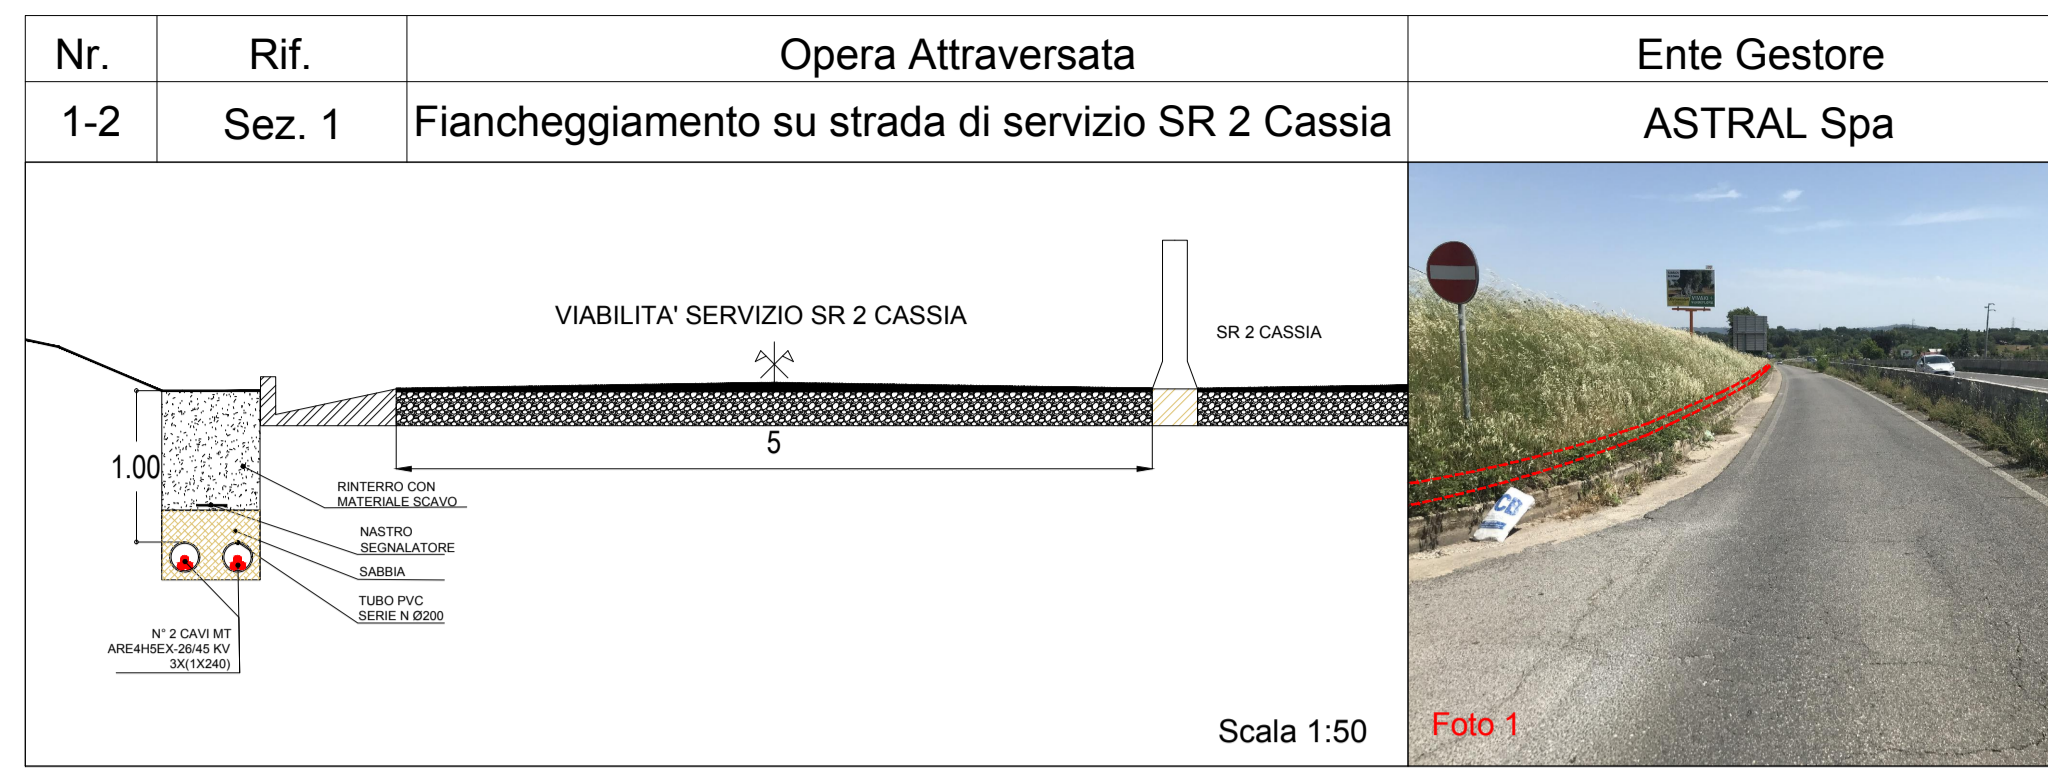 Nr.
Rif.
Opera Attraversata
Ente Gestore
1-2
Sez. 1
Fiancheggiamento su strada di servizio SR 2 Cassia
ASTRAL Spa
VIABILITA' SERVIZIO SR 2 CASSIA
SR 2 CASSIA
5
1.00
RINTERRO CON
MATERIALE SCAVO
NASTRO
SEGNALATORE
SABBIA
TUBO PVC
SERIE N Ø200
N° 2 CAVI MT
ARE4H5EX-26/45 KV
3X(1X240)
Scala 1:50
Foto 1